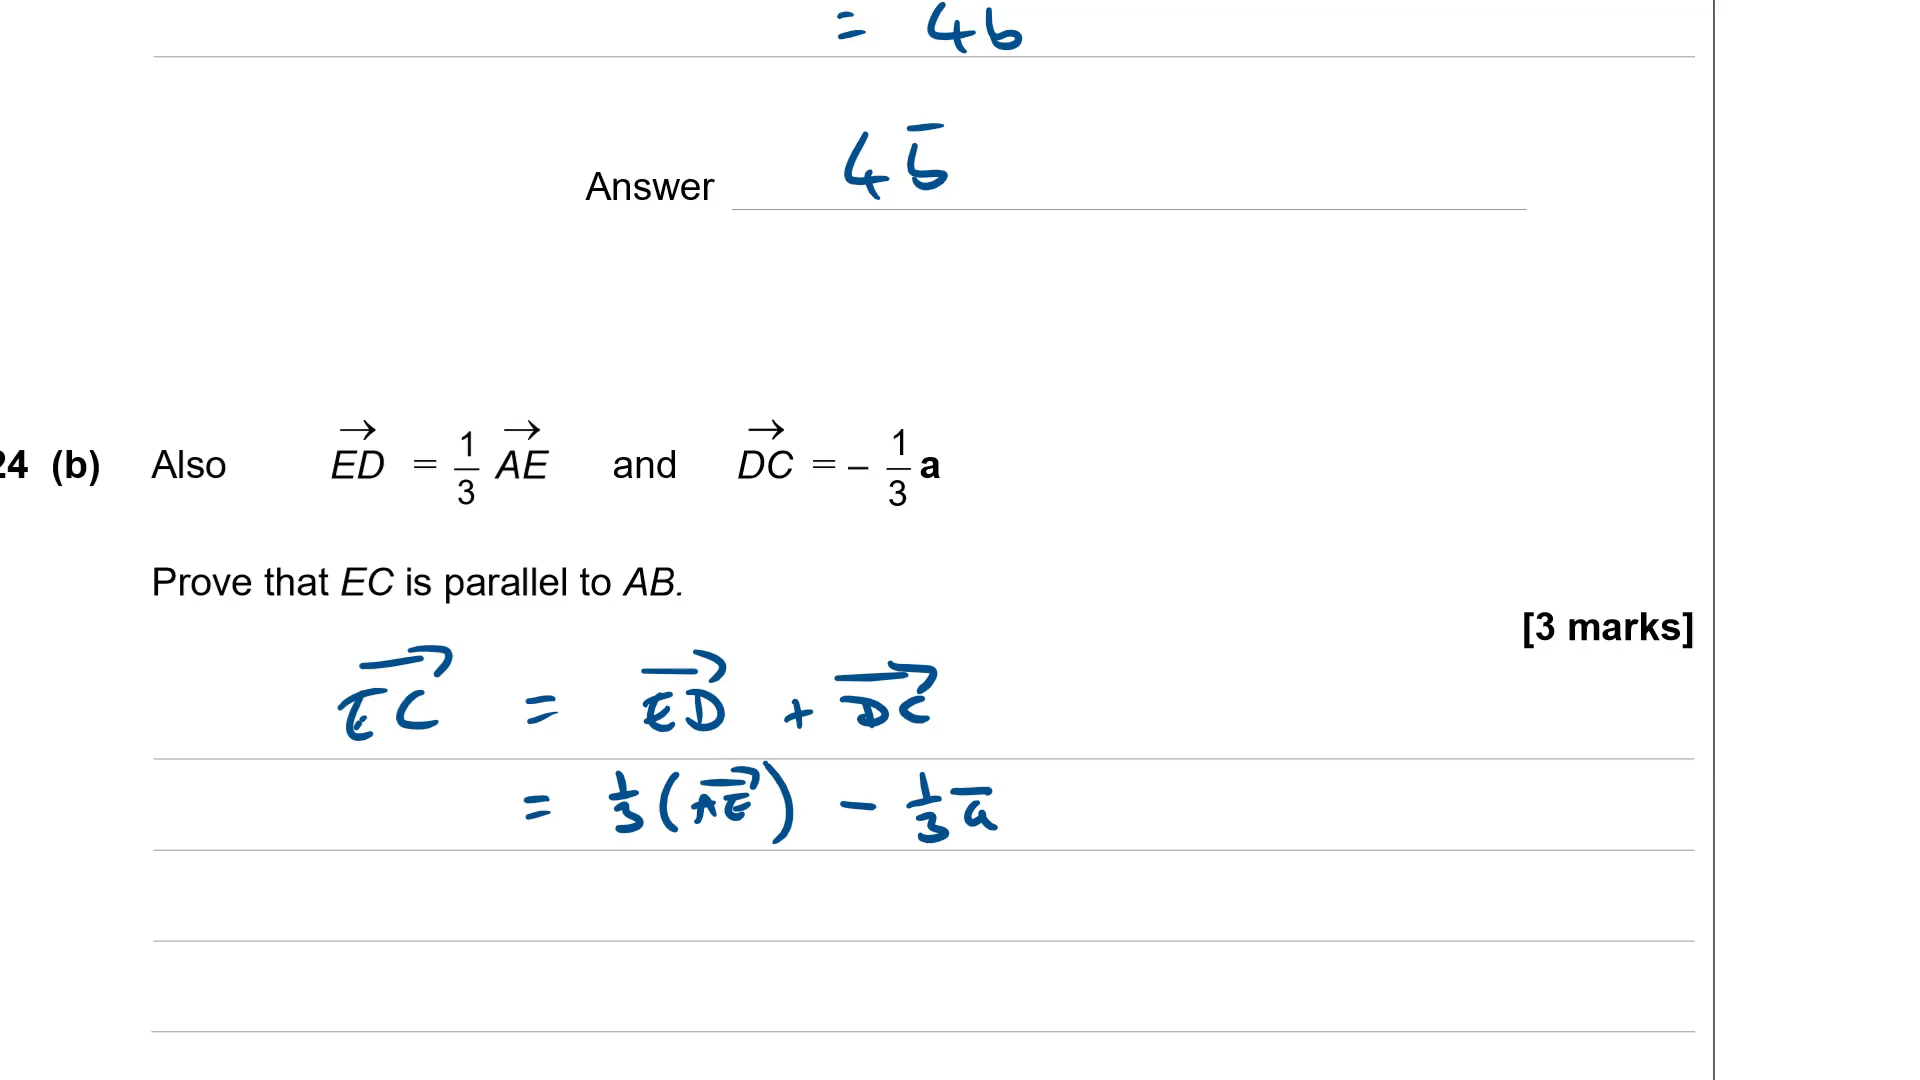 = 4b
Answer 4b̅
24 (b) Also →ED = 1/3 →AE and →DC = – 1/3 a
Prove that EC is parallel to AB.
[3 marks]
→EC = →ED + →DC
= 1/3 (→AE) – 1/3 a̅